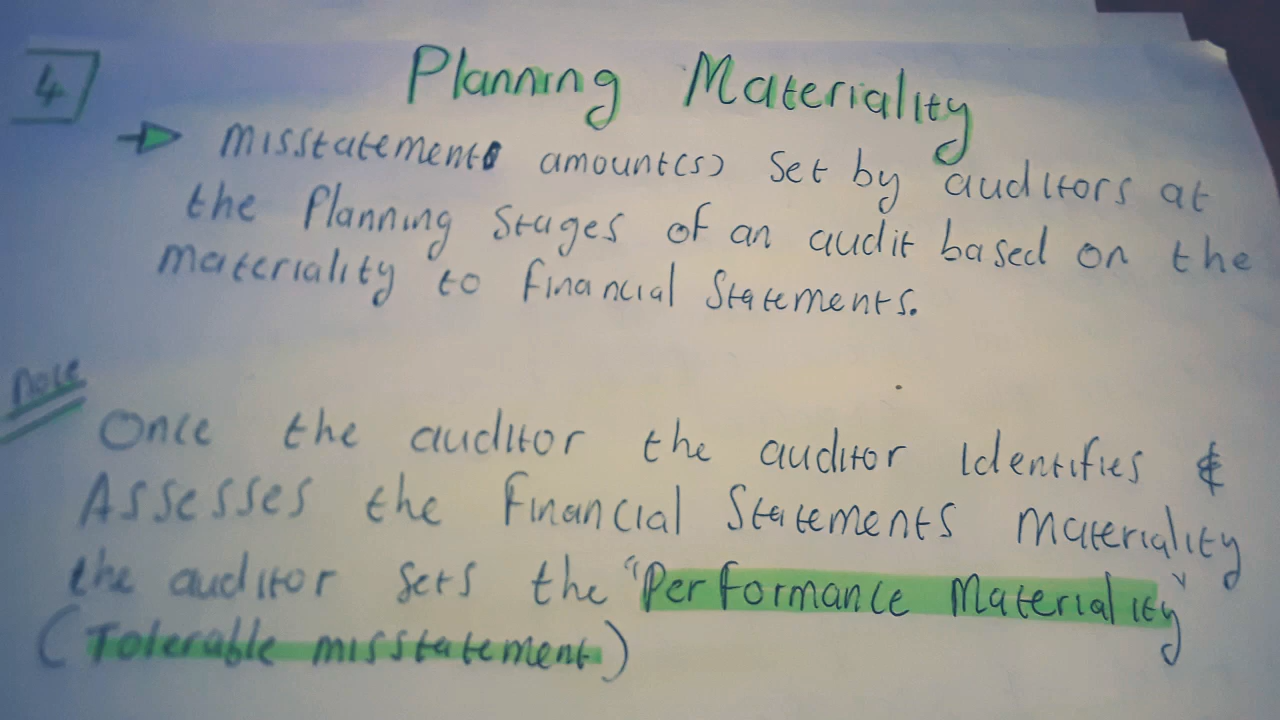 4
Planning Materiality
misstatement amount(s) set by auditors at
the Planning Stages of an audit based on the
materiality to financial Statements.
Note
Once the auditor the auditor Identifies &
Assesses the financial Statements materiality
the auditor sets the "Performance Materiality"
(Tolerable misstatement)